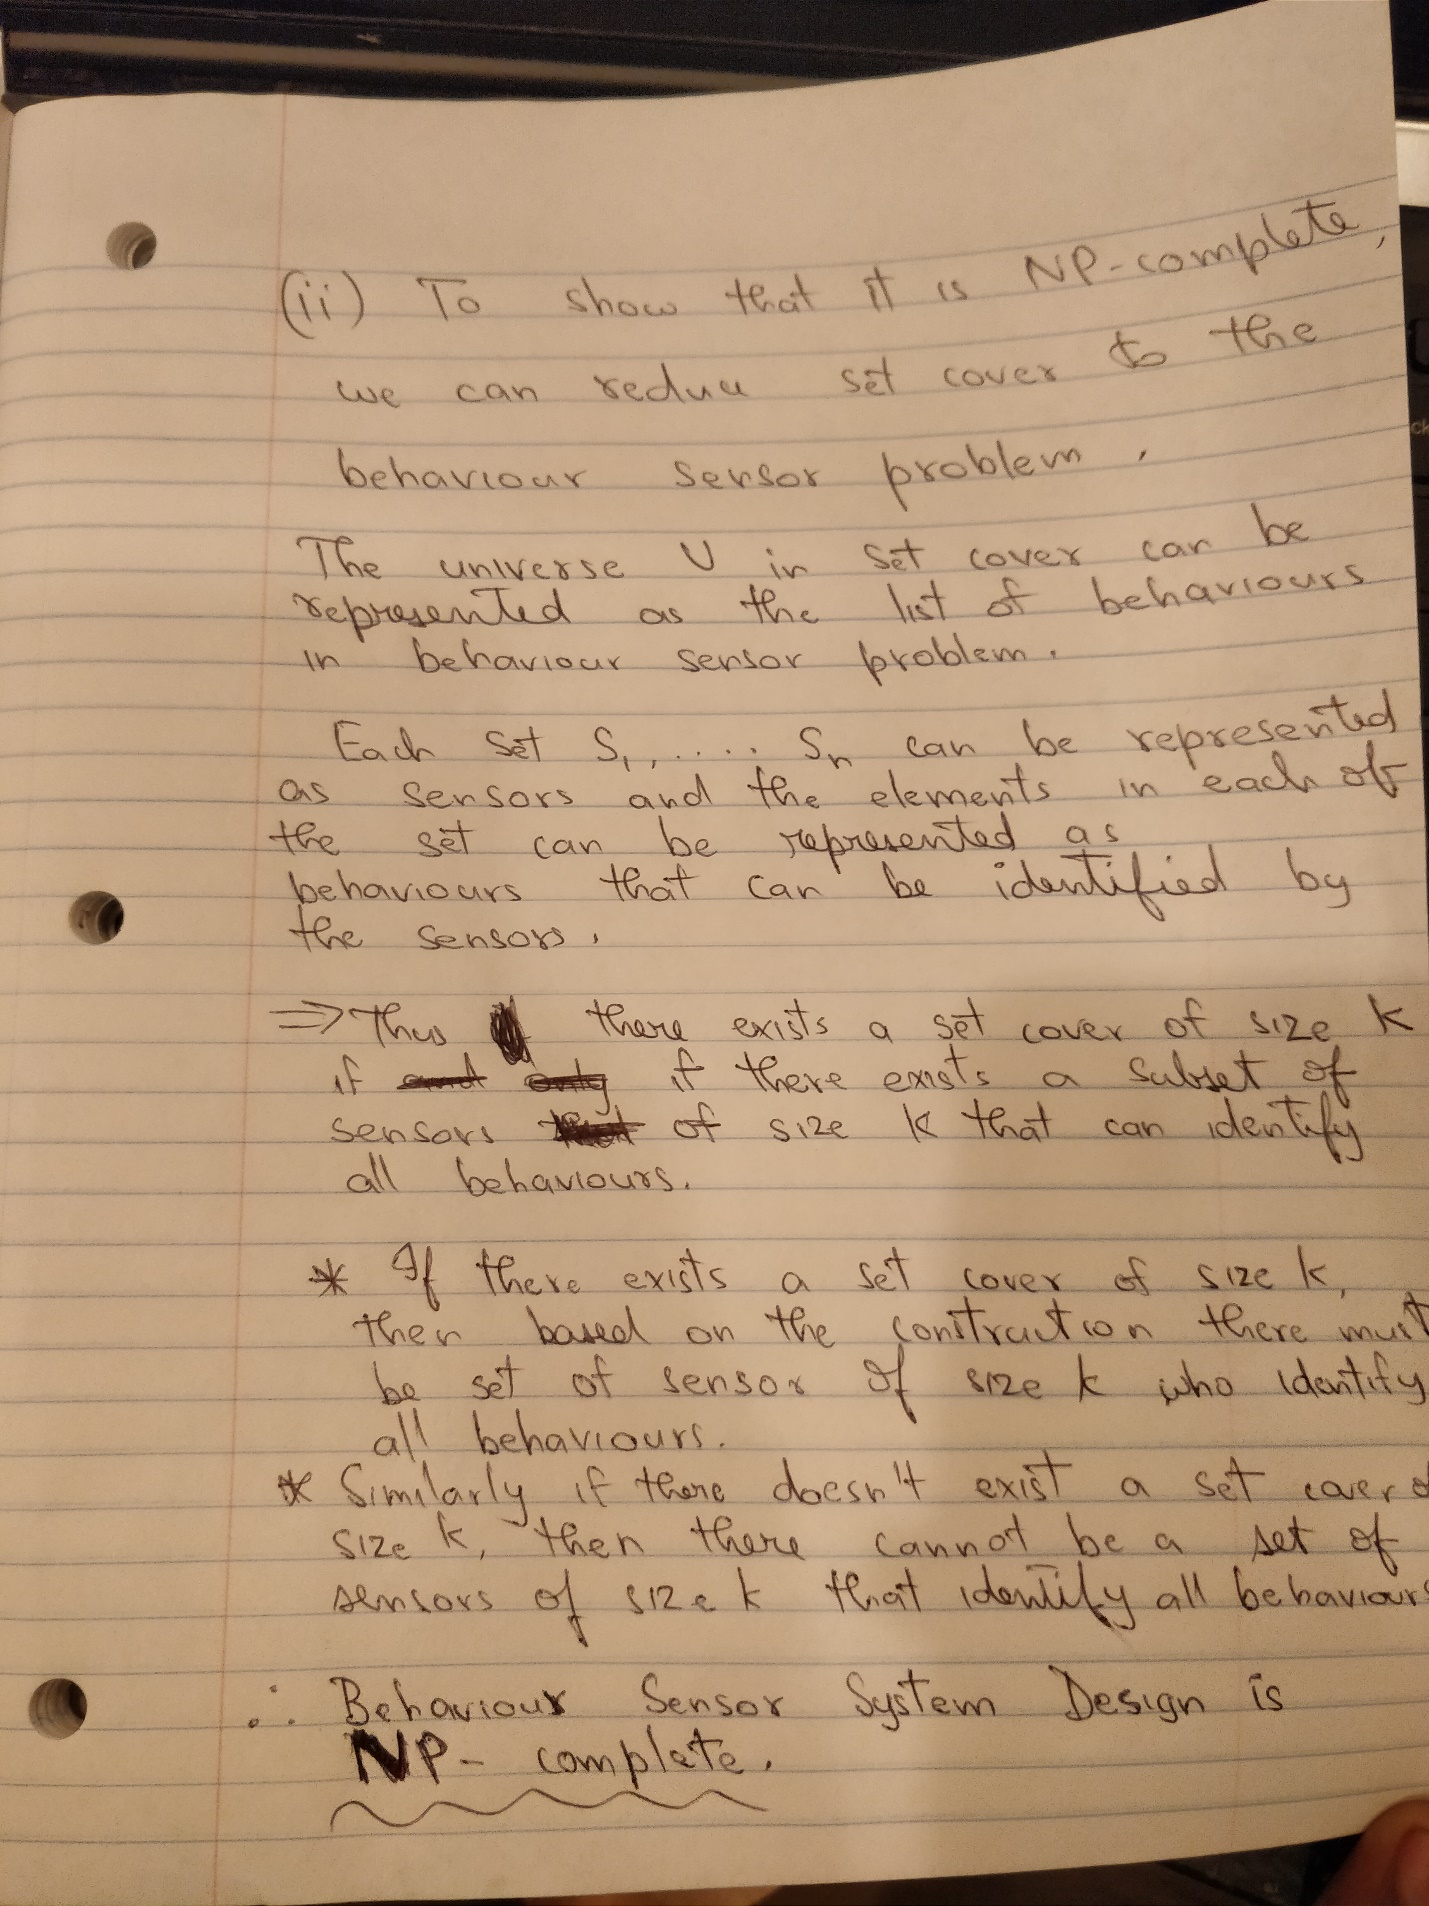 (ii) To show that it is NP-complete,
we can reduce set cover to the
behaviour sensor problem.
The universe U in set cover can be
represented as the list of behaviours
in behaviour sensor problem.
Each set S₁, ..... Sₙ can be represented
as sensors and the elements in each of
the set can be represented as
behaviours that can be identified by
the sensors.
⇒ Thus there exists a set cover of size k
if and only if there exists a subset of
sensors of size k that can identify
all behaviours.
* If there exists a set cover of size k,
then based on the construction there must
be set of sensor of size k who identify
all behaviours.
* Similarly if there doesn't exist a set cover
size k, then there cannot be a set of
sensors of size k that identify all behaviours
∴ Behaviour Sensor System Design is
NP-complete.